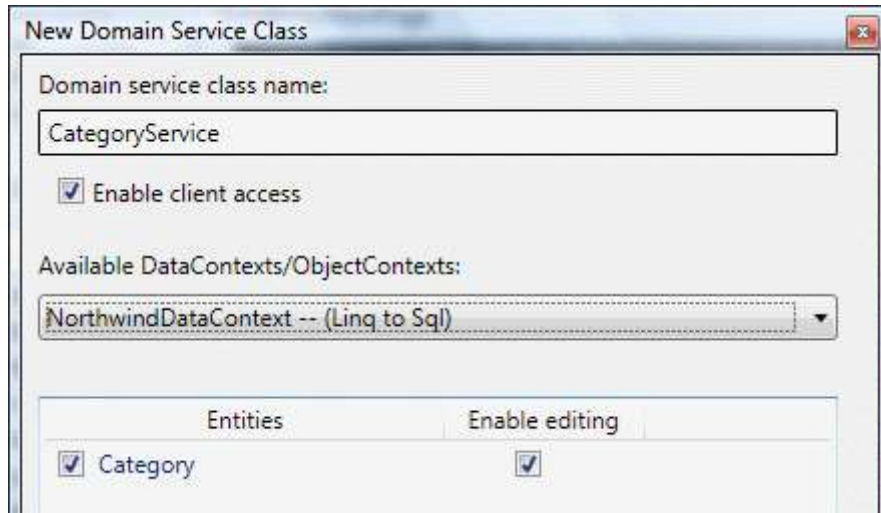 New Domain Service Class
Domain service class name:
CategoryService
Enable client access
Available DataContexts/ObjectContexts:
NorthwindDataContext -- (Linq to Sql)
Entities Enable editing
Category